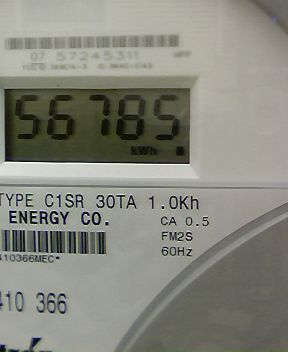 07 57245311
56785
kWh
TYPE C1SR 30TA 1.0Kh
ENERGY CO.
CA 0.5
FM2S
60Hz
410366MEC*
410 366